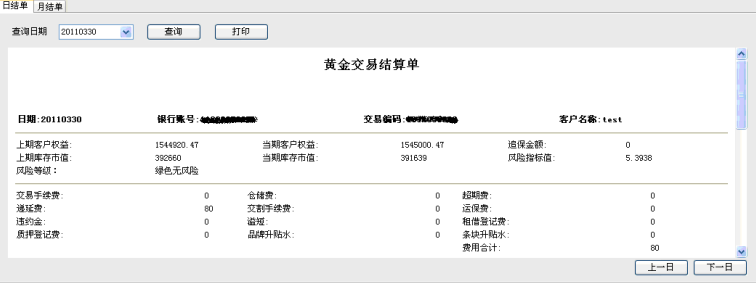 日结单 月结单
查询日期 20110330 查询 打印
黄金交易结算单
日期:20110330 银行账号: 交易编码: 客户名称:test
上期客户权益: 1544920.47 当期客户权益: 1545000.47 追保金额: 0
上期库存市值: 392660 当期库存市值: 391639 风险指标值: 5.3938
风险等级: 绿色无风险
交易手续费: 0 仓储费: 0 超期费: 0
递延费: 80 交割手续费: 0 运保费: 0
违约金: 0 溢短: 0 租借登记费: 0
质押登记费: 0 品牌升贴水: 0 条块升贴水: 0
费用合计: 80
上一日 下一日